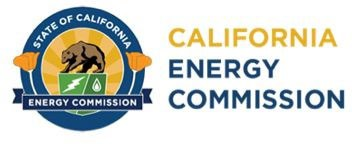 STATE OF CALIFORNIA
ENERGY COMMISSION
CALIFORNIA
ENERGY
COMMISSION